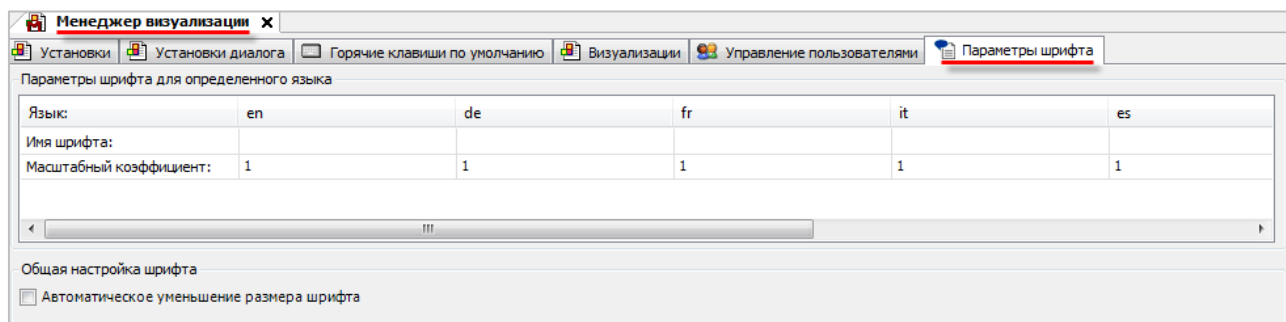 Менеджер визуализации X
Установки Установки диалога Горячие клавиши по умолчанию Визуализации Управление пользователями Параметры шрифта
Параметры шрифта для определенного языка
Язык: en de fr it es
Имя шрифта:
Масштабный коэффициент: 1 1 1 1 1
Общая настройка шрифта
Автоматическое уменьшение размера шрифта